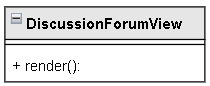 DiscussionForumView
+ render():